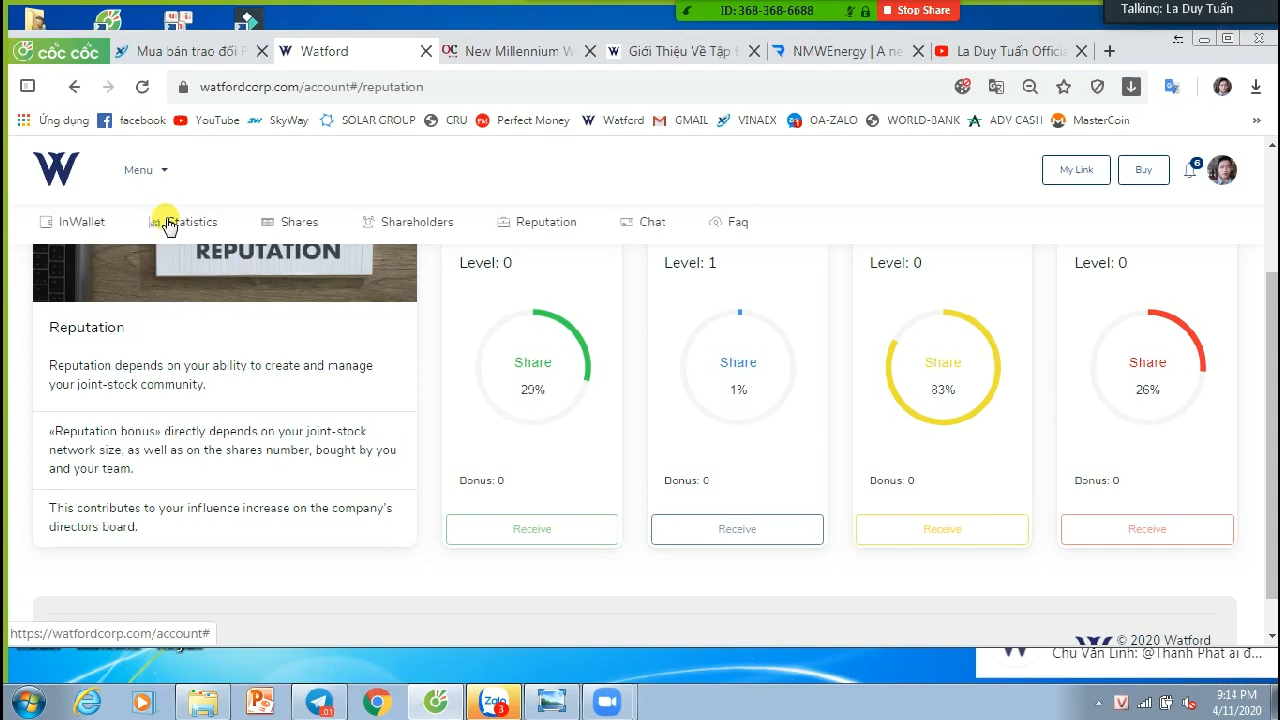 ID: 368-368-6688
Stop Share
Talking: La Duy Tuấn
CỐC CỐC
Mua bán trao đổi P
Watford
New Millennium W
Giới Thiệu Về Tập
NMWEnergy | A n
La Duy Tuấn Officia
watfordcorp.com/account#/reputation
Ứng dụng
facebook
YouTube
SkyWay
SOLAR GROUP
CRU
Perfect Money
Watford
GMAIL
VINADX
OA-ZALO
WORLD-BANK
ADV CASH
MasterCoin
W
Menu
My Link
Buy
6
InWallet
Statistics
Shares
Shareholders
Reputation
Chat
Faq
REPUTATION
Level: 0
Level: 1
Level: 0
Level: 0
Reputation
Reputation depends on your ability to create and manage
your joint-stock community.
«Reputation bonus» directly depends on your joint-stock
network size, as well as on the shares number, bought by you
and your team.
This contributes to your influence increase on the company's
directors board.
Share
29%
Share
1%
Share
83%
Share
26%
Bonus: 0
Bonus: 0
Bonus: 0
Bonus: 0
Receive
Receive
Receive
Receive
https://watfordcorp.com/account#
© 2020 Watford
Chu Văn Linh: @Thành Phát ai đ...
01
3
9:14 PM
4/11/2020